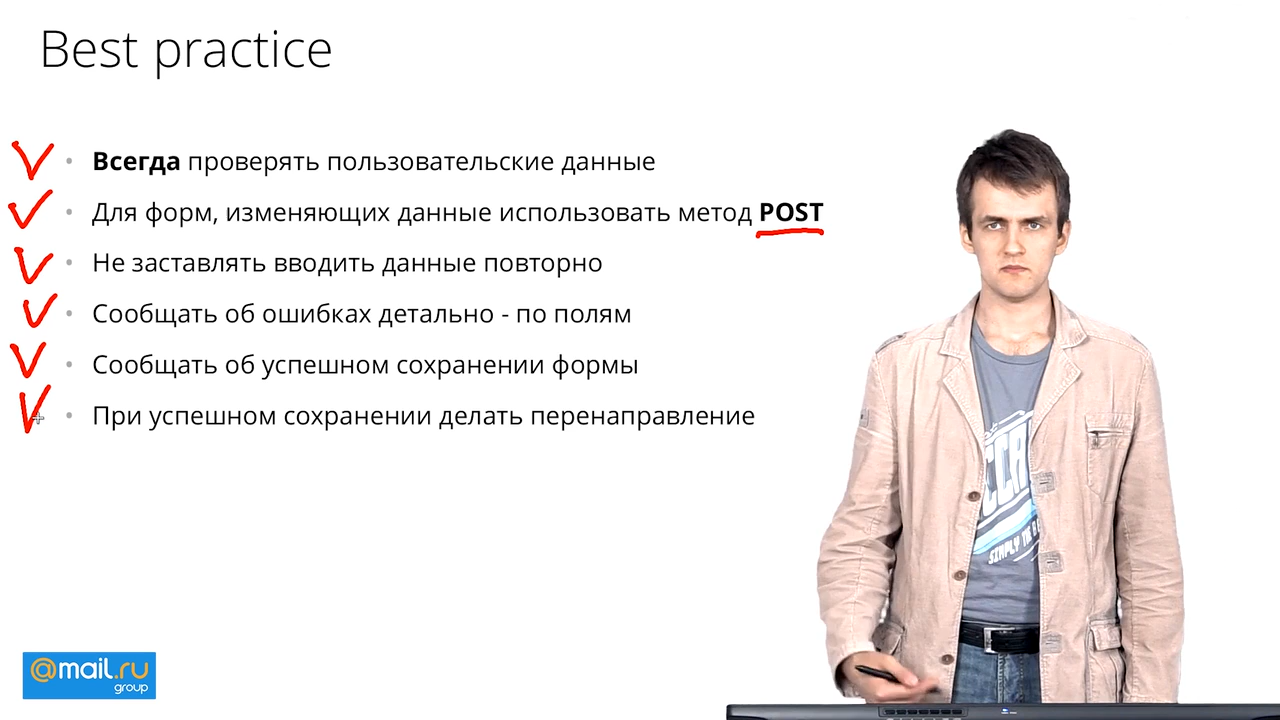 Best practice
Всегда проверять пользовательские данные
Для форм, изменяющих данные использовать метод POST
Не заставлять вводить данные повторно
Сообщать об ошибках детально - по полям
Сообщать об успешном сохранении формы
При успешном сохранении делать перенаправление
@mail.ru
group